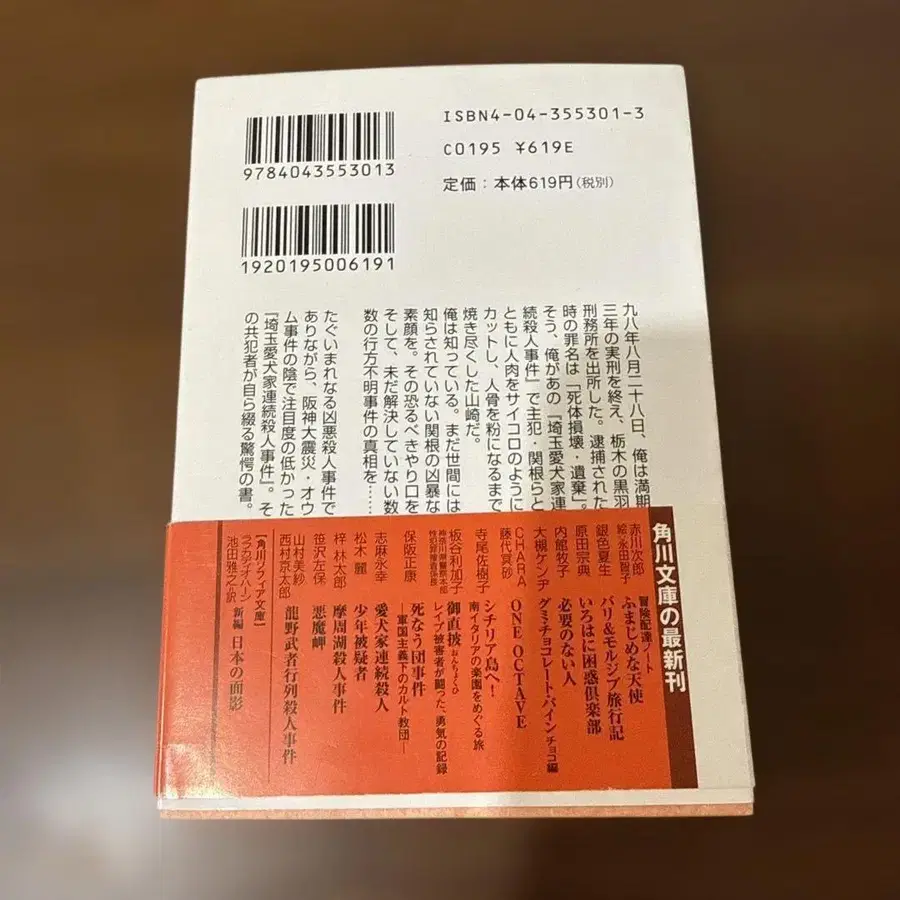 ISBN4-04-355301-3
C0195 ¥619E
定価:本体619円(税別)
9784043553013
1920195006191
九八年八月二十八日、俺は満期
三年の実刑を終え、栃木の黒羽
刑務所を出所した。逮捕された
時の罪名は「死体損壊・遺棄」。
そう、俺があの『埼玉愛犬家連
続殺人事件』で主犯・関根らと
ともに人肉をサイコロのように
カットし、人骨を粉になるまで
焼き尽くした山崎だ。
俺は知っている。まだ世間には
知らされていない関根の凶暴な
素顔を。その恐るべきやり口を。
そして、未だ解決していない数
数の行方不明事件の真相を……
たぐいまれなる凶悪殺人事件で
ありながら、阪神大震災・オウ
ム事件の陰で注目度の低かった
『埼玉愛犬家連続殺人事件』。そ
の共犯者が自ら綴る驚愕の書。
角川文庫の最新刊
赤川次郎 冒険配達ノート ふまじめな天使
絵・永田智子
銀色夏生 バリ&モルジブ旅行記
原田宗典 いろはに困惑倶楽部
内館牧子 必要のない人
大槻ケンヂ グミ・チョコレート・パイン チョコ編
CHARA ONE OCTAVE
藤代冥砂
寺尾佐樹子 シチリア島へ! 南イタリアの楽園をめぐる旅
板谷利加子 御直披 おんちょくひ
神奈川県警察本部 性犯罪捜査係長 レイプ被害者が闘った、勇気の記録
保阪正康 死なう団事件 ―軍国主義下のカルト教団―
志麻永幸 愛犬家連続殺人
松木麗 少年被疑者
梓林太郎 摩周湖殺人事件
笹沢左保 悪魔岬
山村美紗
西村京太郎 龍野武者行列殺人事件
【角川ソフィア文庫】
ラフカディオ・ハーン 新編 日本の面影
池田雅之=訳